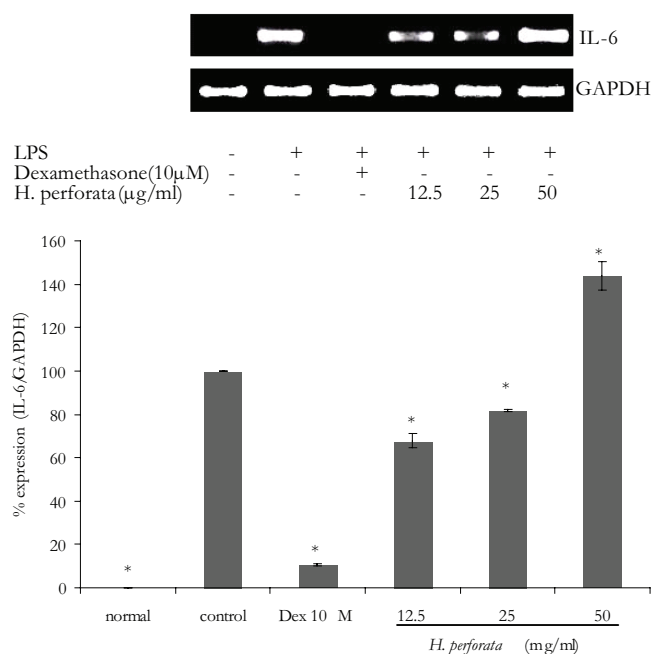 IL-6
GAPDH
LPS - + + + + +
Dexamethasone(10μM) - - + - - -
H. perforata (μg/ml) - - - 12.5 25 50
160
140
120
100
80
60
40
20
0
% expression (IL-6/GAPDH)
* * * * *
normal control Dex 10 M 12.5 25 50
H. perforata (mg/ml)